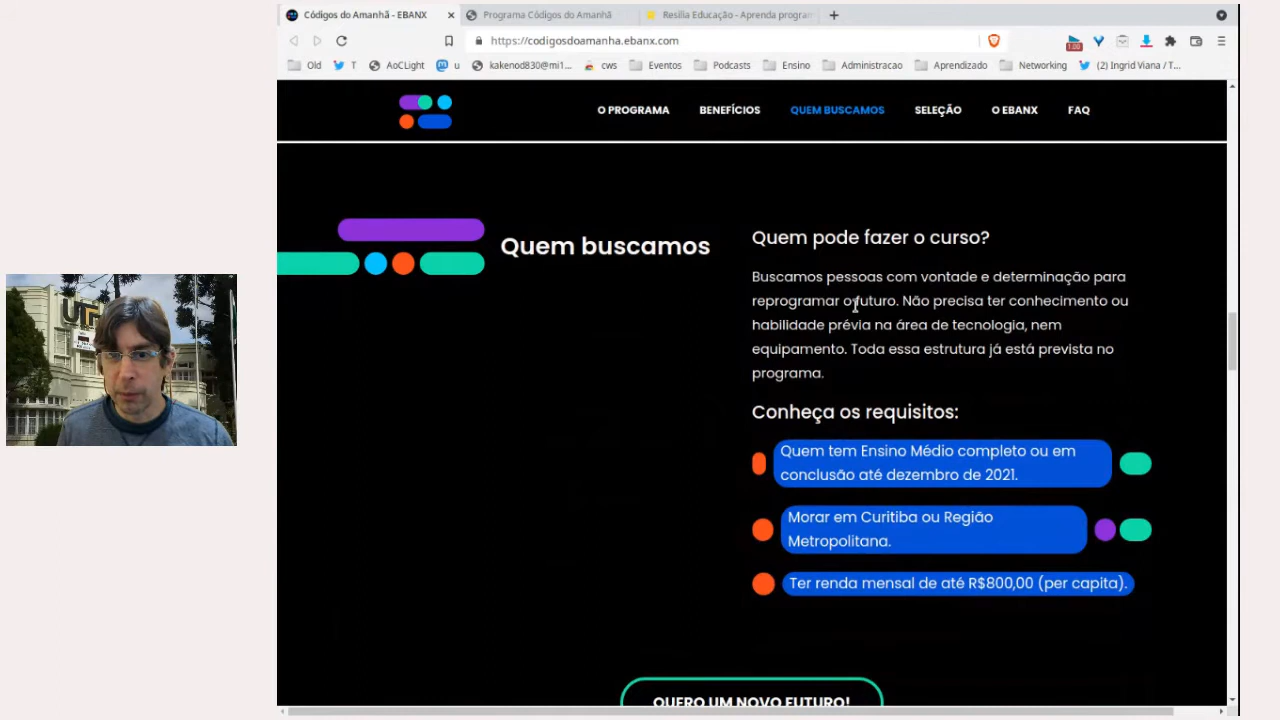 Códigos do Amanhã - EBANX
Programa Códigos do Amanhã
Resilia Educação - Aprenda progra
https://codigosdoamanha.ebanx.com
1:00
Old T AoCLight u kakenod830@mi1... cws Eventos Podcasts Ensino Administracao Aprendizado Networking (2) Ingrid Viana / T...
O PROGRAMA BENEFÍCIOS QUEM BUSCAMOS SELEÇÃO O EBANX FAQ
Quem buscamos
Quem pode fazer o curso?
Buscamos pessoas com vontade e determinação para
reprogramar o futuro. Não precisa ter conhecimento ou
habilidade prévia na área de tecnologia, nem
equipamento. Toda essa estrutura já está prevista no
programa.
Conheça os requisitos:
Quem tem Ensino Médio completo ou em
conclusão até dezembro de 2021.
Morar em Curitiba ou Região
Metropolitana.
Ter renda mensal de até R$800,00 (per capita).
QUERO UM NOVO FUTURO!